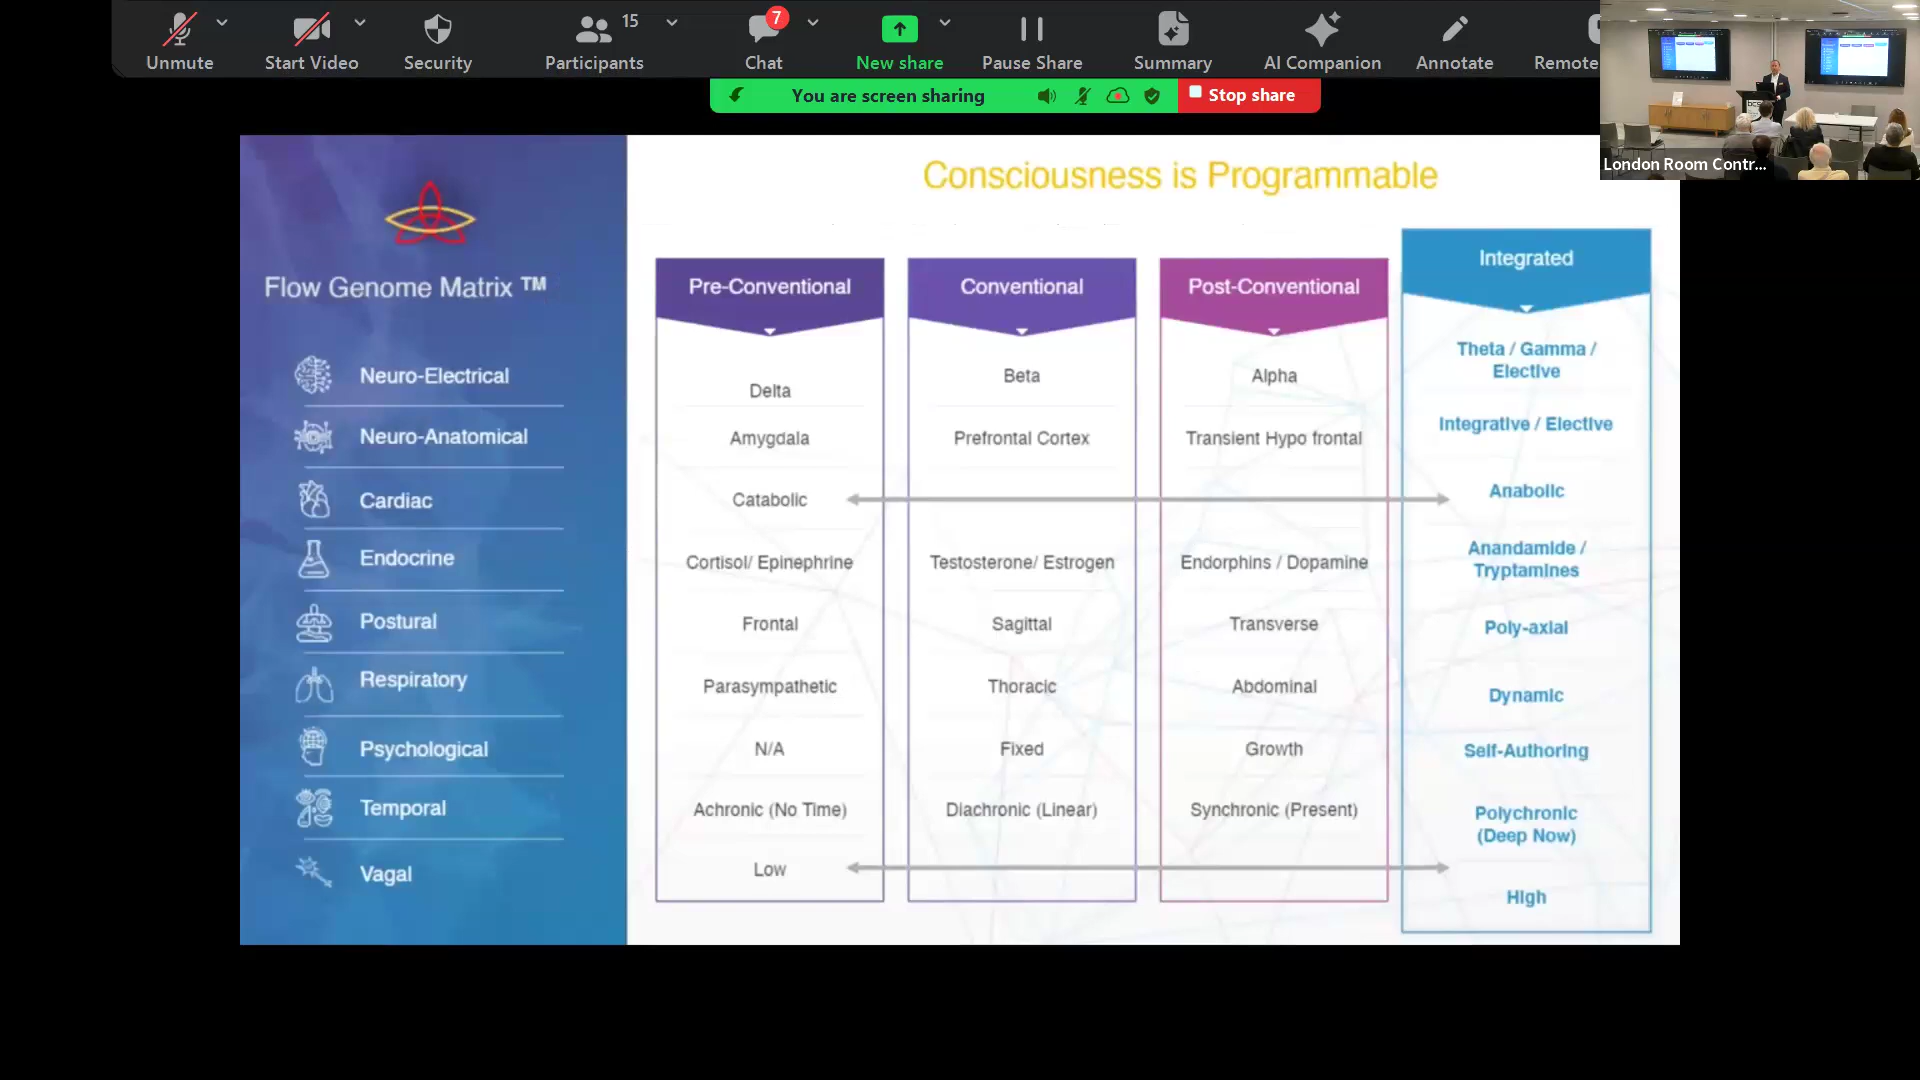 Unmute
Start Video
Security
Participants
15
Chat
7
New share
Pause Share
Summary
AI Companion
Annotate
Remote
You are screen sharing
Stop share
London Room Contr...
Consciousness is Programmable
Flow Genome Matrix ™
Pre-Conventional
Conventional
Post-Conventional
Integrated
Neuro-Electrical
Delta
Beta
Alpha
Theta / Gamma /
Elective
Neuro-Anatomical
Amygdala
Prefrontal Cortex
Transient Hypo frontal
Integrative / Elective
Cardiac
Catabolic
Anabolic
Endocrine
Cortisol/ Epinephrine
Testosterone/ Estrogen
Endorphins / Dopamine
Anandamide /
Tryptamines
Postural
Frontal
Sagittal
Transverse
Poly-axial
Respiratory
Parasympathetic
Thoracic
Abdominal
Dynamic
Psychological
N/A
Fixed
Growth
Self-Authoring
Temporal
Achronic (No Time)
Diachronic (Linear)
Synchronic (Present)
Polychronic
(Deep Now)
Vagal
Low
High